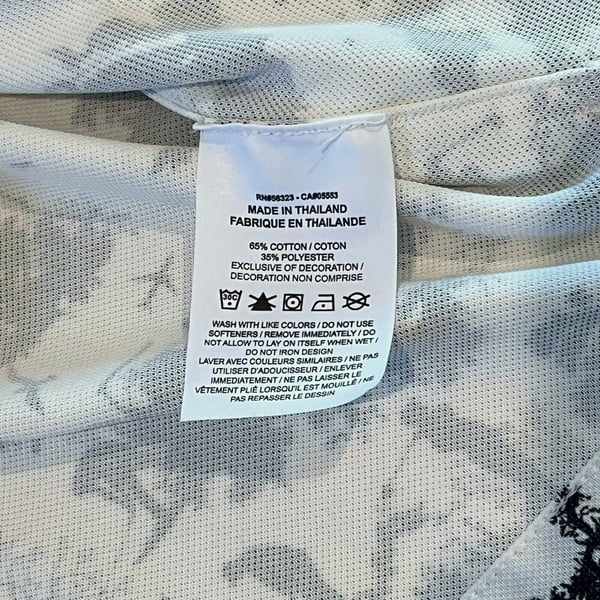 RN#56323 - CA#05553
MADE IN THAILAND
FABRIQUE EN THAILANDE
65% COTTON / COTON
35% POLYESTER
EXCLUSIVE OF DECORATION /
DECORATION NON COMPRISE
30C
WASH WITH LIKE COLORS / DO NOT USE
SOFTENERS / REMOVE IMMEDIATELY / DO
NOT ALLOW TO LAY ON ITSELF WHEN WET /
DO NOT IRON DESIGN
LAVER AVEC COULEURS SIMILAIRES / NE PAS
UTILISER D'ADOUCISSEUR / ENLEVER
IMMEDIATEMENT / NE PAS LAISSER LE
VÊTEMENT PLIÉ LORSQU'IL EST MOUILLÉ / NE
PAS REPASSER LE DESSIN